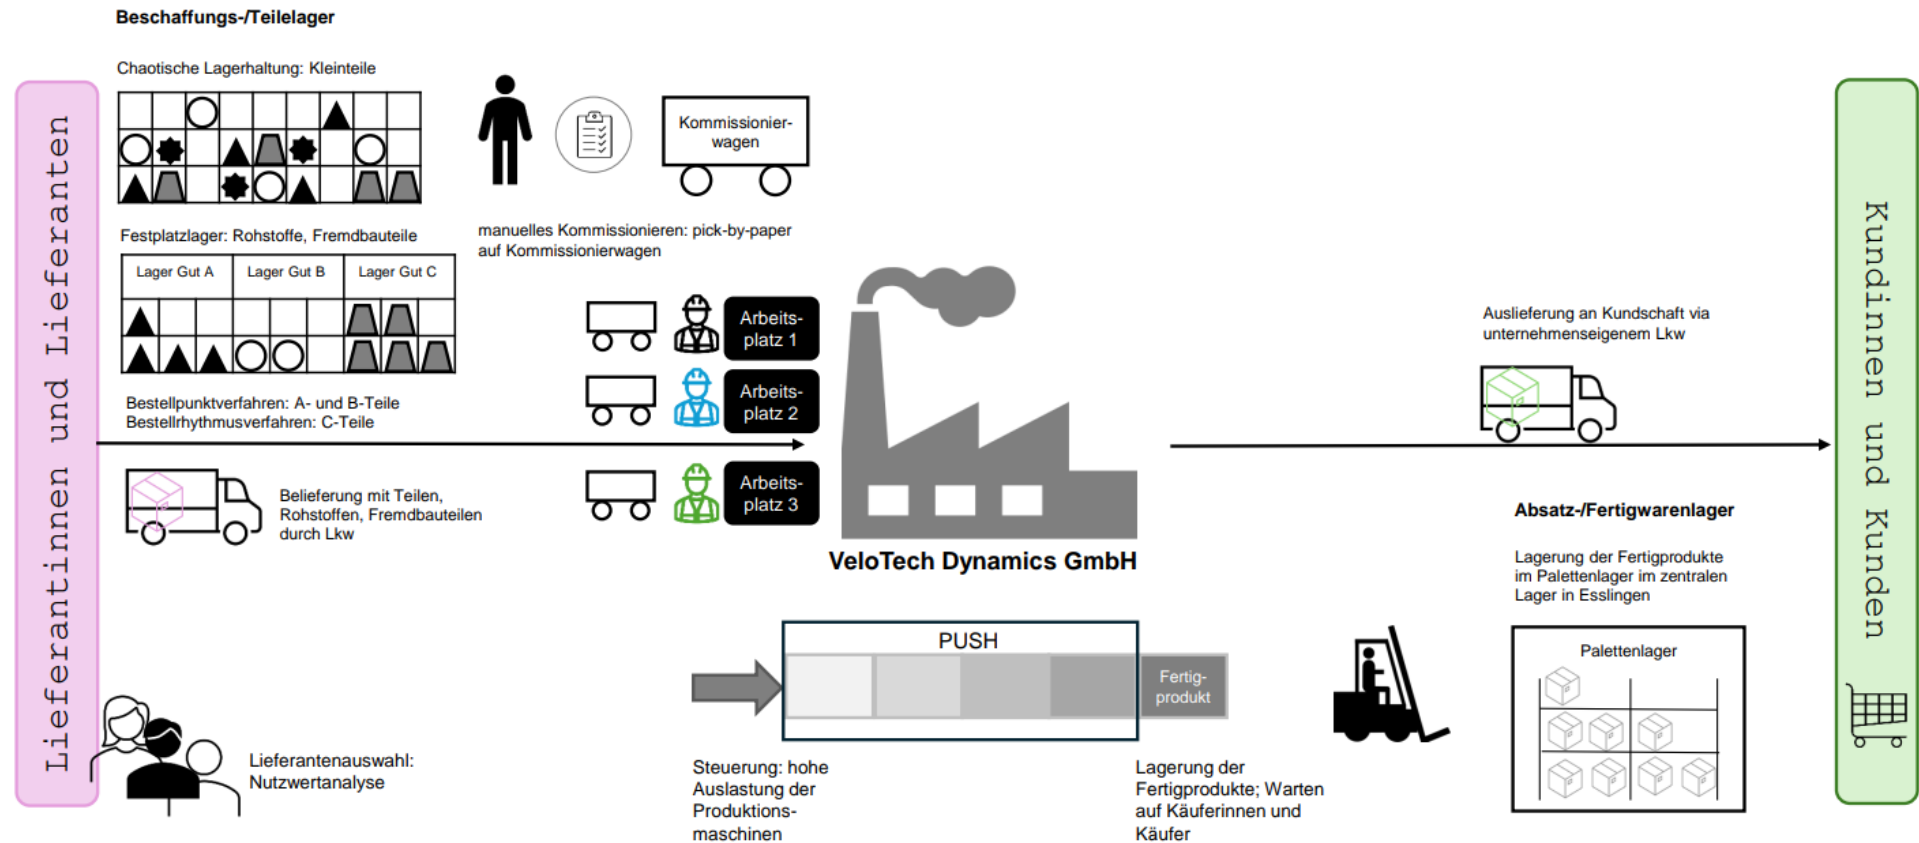 Beschaffungs-/Teilelager
Chaotische Lagerhaltung: Kleinteile
Kommissionier-
wagen
manuelles Kommissionieren: pick-by-paper
auf Kommissionierwagen
Festplatzlager: Rohstoffe, Fremdbauteile
Lager Gut A
Lager Gut B
Lager Gut C
Bestellpunktverfahren: A- und B-Teile
Bestellrhythmusverfahren: C-Teile
Lieferantinnen und Lieferanten
Belieferung mit Teilen,
Rohstoffen, Fremdbauteilen
durch Lkw
Lieferantenauswahl:
Nutzwertanalyse
Arbeits-
platz 1
Arbeits-
platz 2
Arbeits-
platz 3
VeloTech Dynamics GmbH
PUSH
Fertig-
produkt
Steuerung: hohe
Auslastung der
Produktions-
maschinen
Lagerung der
Fertigprodukte; Warten
auf Käuferinnen und
Käufer
Auslieferung an Kundschaft via
unternehmenseigenem Lkw
Absatz-/Fertigwarenlager
Lagerung der Fertigprodukte
im Palettenlager im zentralen
Lager in Esslingen
Palettenlager
Kundinnen und Kunden